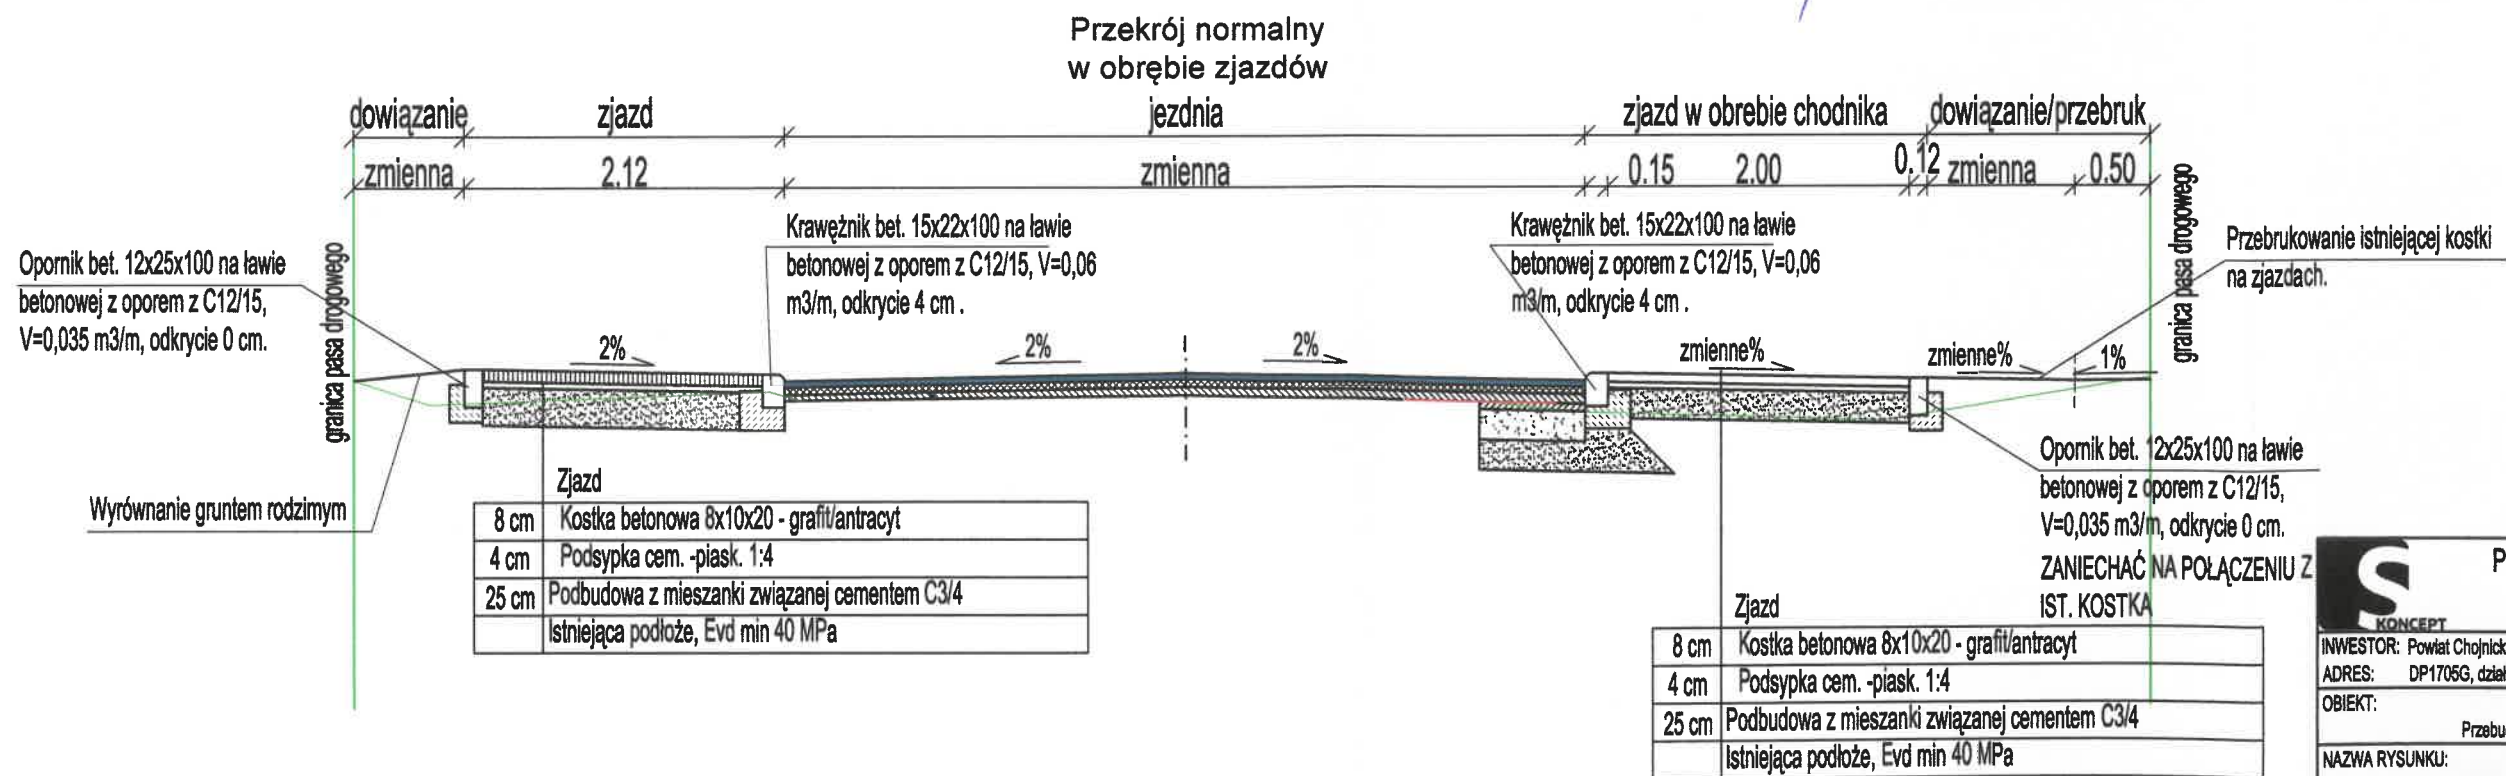 Przekrój normalny
w obrębie zjazdów
dowiązanie
zjazd
jezdnia
zjazd w obrebie chodnika
dowiązanie/przebruk
zmienna
2.12
zmienna
0.15
2.00
0.12
zmienna
0.50
Opornik bet. 12x25x100 na ławie
betonowej z oporem z C12/15,
V=0,035 m3/m, odkrycie 0 cm.
granica pasa drogowego
Krawężnik bet. 15x22x100 na ławie
betonowej z oporem z C12/15, V=0,06
m3/m, odkrycie 4 cm .
Krawężnik bet. 15x22x100 na ławie
betonowej z oporem z C12/15, V=0,06
m3/m, odkrycie 4 cm .
granica pasa drogowego
Przebrukowanie istniejącej kostki
na zjazdach.
2%
2%
2%
zmienne%
zmienne%
1%
Wyrównanie gruntem rodzimym
Zjazd
8 cm Kostka betonowa 8x10x20 - grafit/antracyt
4 cm Podsypka cem. -piask. 1:4
25 cm Podbudowa z mieszanki związanej cementem C3/4
Istniejąca podłoże, Evd min 40 MPa
Opornik bet. 12x25x100 na ławie
betonowej z oporem z C12/15,
V=0,035 m3/m, odkrycie 0 cm.
ZANIECHAĆ NA POŁĄCZENIU Z
IST. KOSTKA
Zjazd
8 cm Kostka betonowa 8x10x20 - grafit/antracyt
4 cm Podsypka cem. -piask. 1:4
25 cm Podbudowa z mieszanki związanej cementem C3/4
Istniejąca podłoże, Evd min 40 MPa
S
KONCEPT
P
INWESTOR: Powiat Chojnick
ADRES: DP1705G, dział
OBIEKT:
Przebu
NAZWA RYSUNKU: